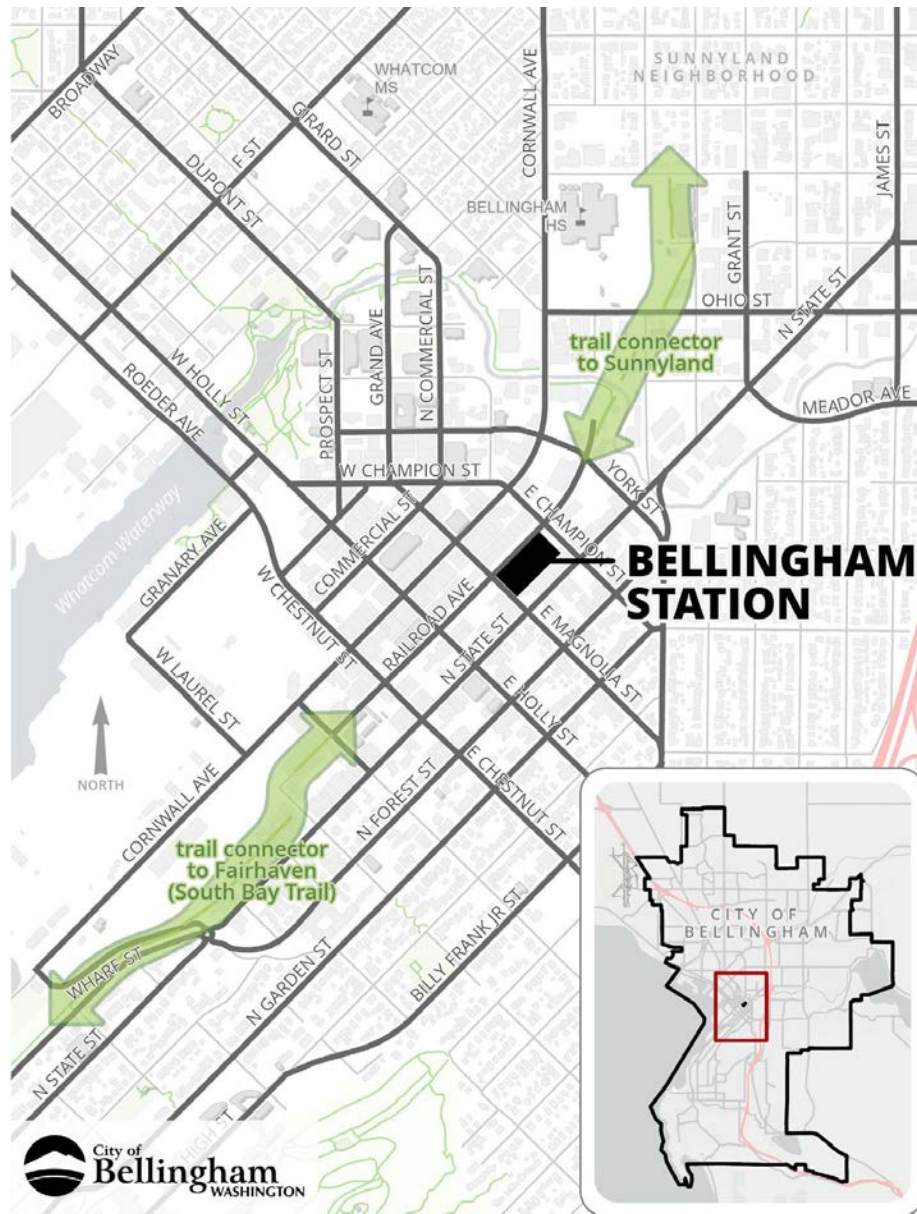 SUNNYLAND
NEIGHBORHOOD
WHATCOM
MS
BROADWAY
GIRARD ST
F ST
DUPONT ST
CORNWALL AVE
JAMES ST
BELLINGHAM
HS
GRANT ST
OHIO ST
N STATE ST
trail connector
to Sunnyland
MEADOR AVE
W HOLLY ST
ROEDER AVE
PROSPECT ST
GRAND AVE
N COMMERCIAL ST
W CHAMPION ST
YORK ST
E CHAMPION ST
COMMERCIAL ST
Whatcom Waterway
GRANARY AVE
BELLINGHAM
STATION
W CHESTNUT ST
RAILROAD AVE
N STATE ST
E MAGNOLIA ST
W LAUREL ST
E HOLLY ST
NORTH
CORNWALL AVE
N FOREST ST
E CHESTNUT ST
trail connector
to Fairhaven
(South Bay Trail)
WHARF ST
N GARDEN ST
BILLY FRANK JR ST
N STATE ST
HIGH ST
CITY OF
BELLINGHAM
City of
Bellingham
WASHINGTON